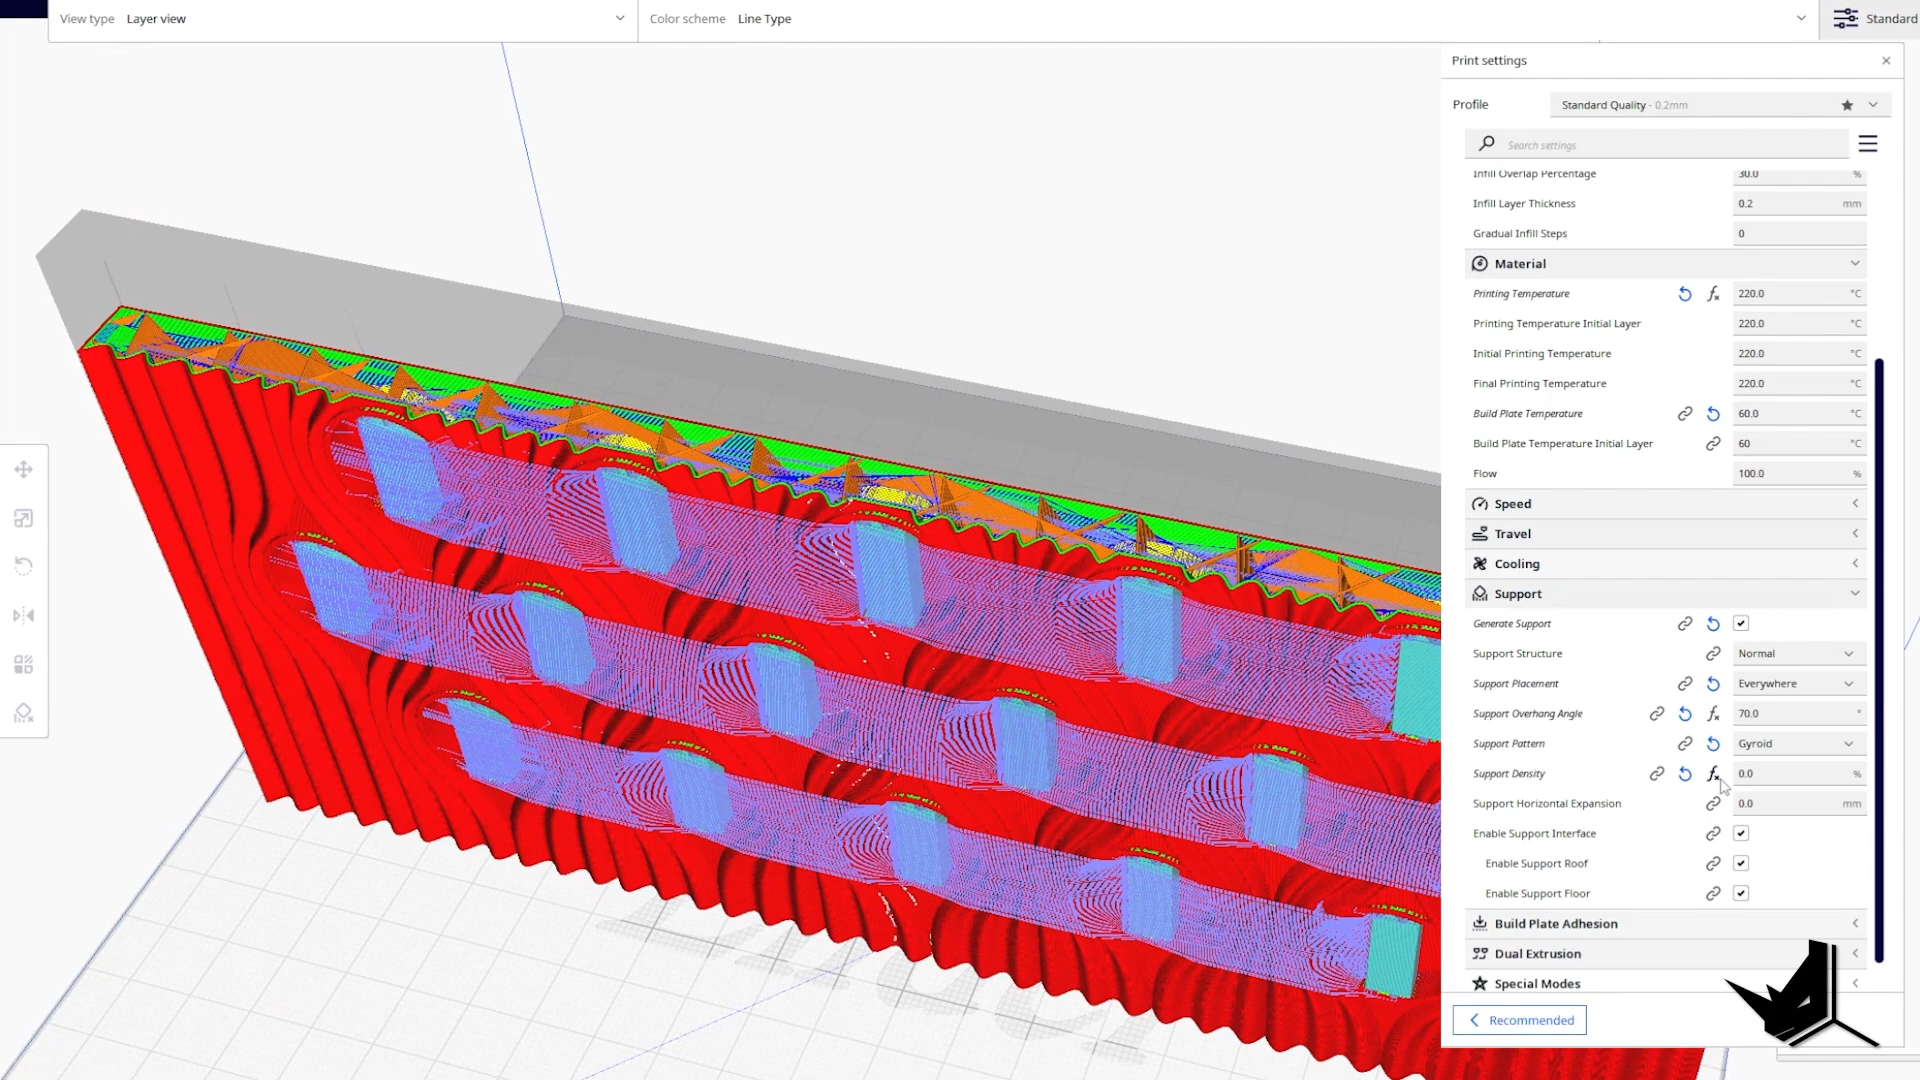 View type Layer view
Color scheme Line Type
Standard
Print settings
Profile Standard Quality - 0.2mm
Search settings
Infill Overlap Percentage 30.0 %
Infill Layer Thickness 0.2 mm
Gradual Infill Steps 0
Material
Printing Temperature 220.0 °C
Printing Temperature Initial Layer 220.0 °C
Initial Printing Temperature 220.0 °C
Final Printing Temperature 220.0 °C
Build Plate Temperature 60.0 °C
Build Plate Temperature Initial Layer 60 °C
Flow 100.0 %
Speed
Travel
Cooling
Support
Generate Support
Support Structure Normal
Support Placement Everywhere
Support Overhang Angle 70.0 °
Support Pattern Gyroid
Support Density 0.0 %
Support Horizontal Expansion 0.0 mm
Enable Support Interface
Enable Support Roof
Enable Support Floor
Build Plate Adhesion
Dual Extrusion
Special Modes
Recommended